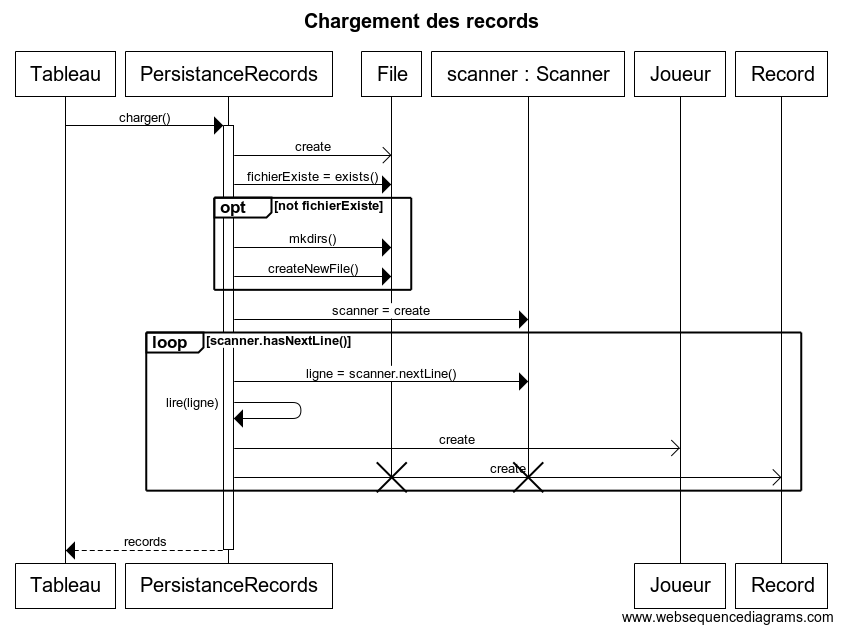 Chargement des records
Tableau PersistanceRecords File scanner : Scanner Joueur Record
charger()
create
fichierExiste = exists()
opt [not fichierExiste]
mkdirs()
createNewFile()
scanner = create
loop [scanner.hasNextLine()]
ligne = scanner.nextLine()
lire(ligne)
create
create
records
Tableau PersistanceRecords Joueur Record
www.websequencediagrams.com